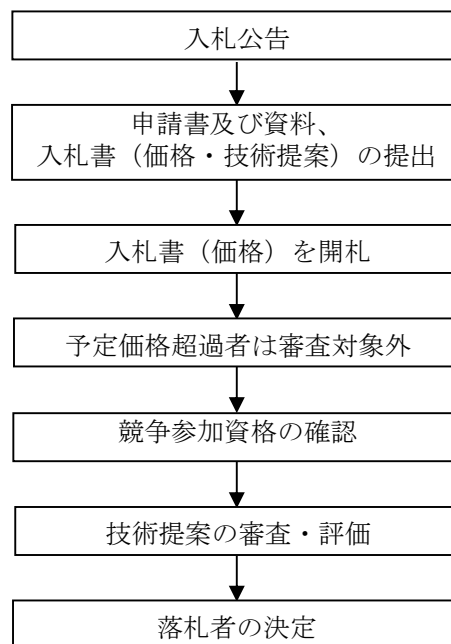 入札公告
申請書及び資料、
入札書（価格・技術提案）の提出
入札書（価格）を開札
予定価格超過者は審査対象外
競争参加資格の確認
技術提案の審査・評価
落札者の決定